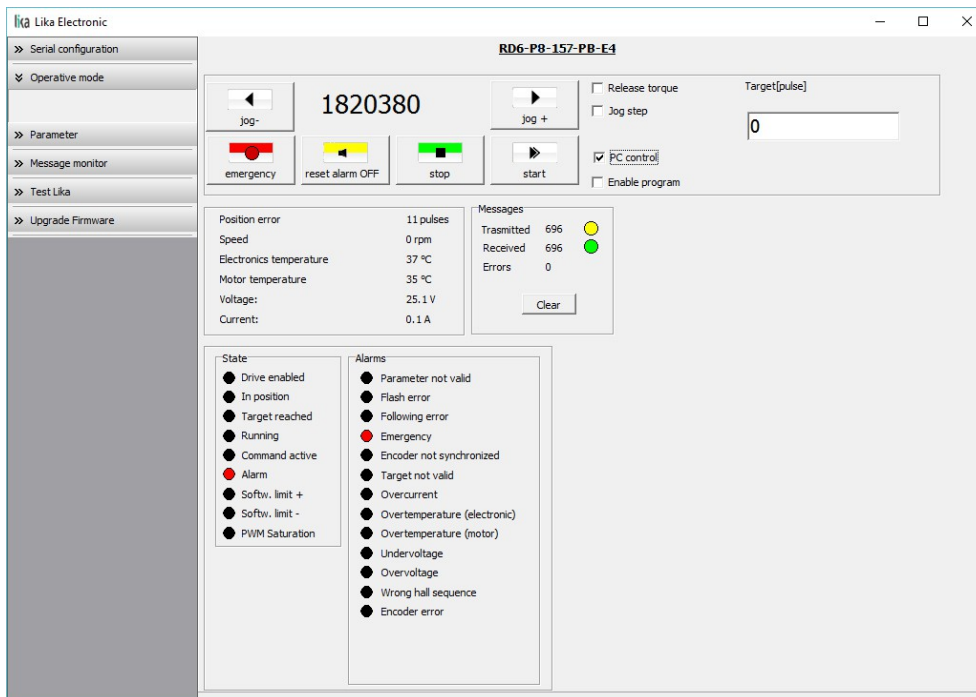 lika Lika Electronic
Serial configuration
Operative mode
Parameter
Message monitor
Test Lika
Upgrade Firmware
RD6-P8-157-PB-E4
jog-
1820380
jog +
emergency
reset alarm OFF
stop
start
Release torque
Jog step
PC control
Enable program
Target[pulse]
0
Position error 11 pulses
Speed 0 rpm
Electronics temperature 37 ºC
Motor temperature 35 ºC
Voltage: 25.1 V
Current: 0.1 A
Messages
Trasmitted 696
Received 696
Errors 0
Clear
State
Drive enabled
In position
Target reached
Running
Command active
Alarm
Softw. limit +
Softw. limit -
PWM Saturation
Alarms
Parameter not valid
Flash error
Following error
Emergency
Encoder not synchronized
Target not valid
Overcurrent
Overtemperature (electronic)
Overtemperature (motor)
Undervoltage
Overvoltage
Wrong hall sequence
Encoder error